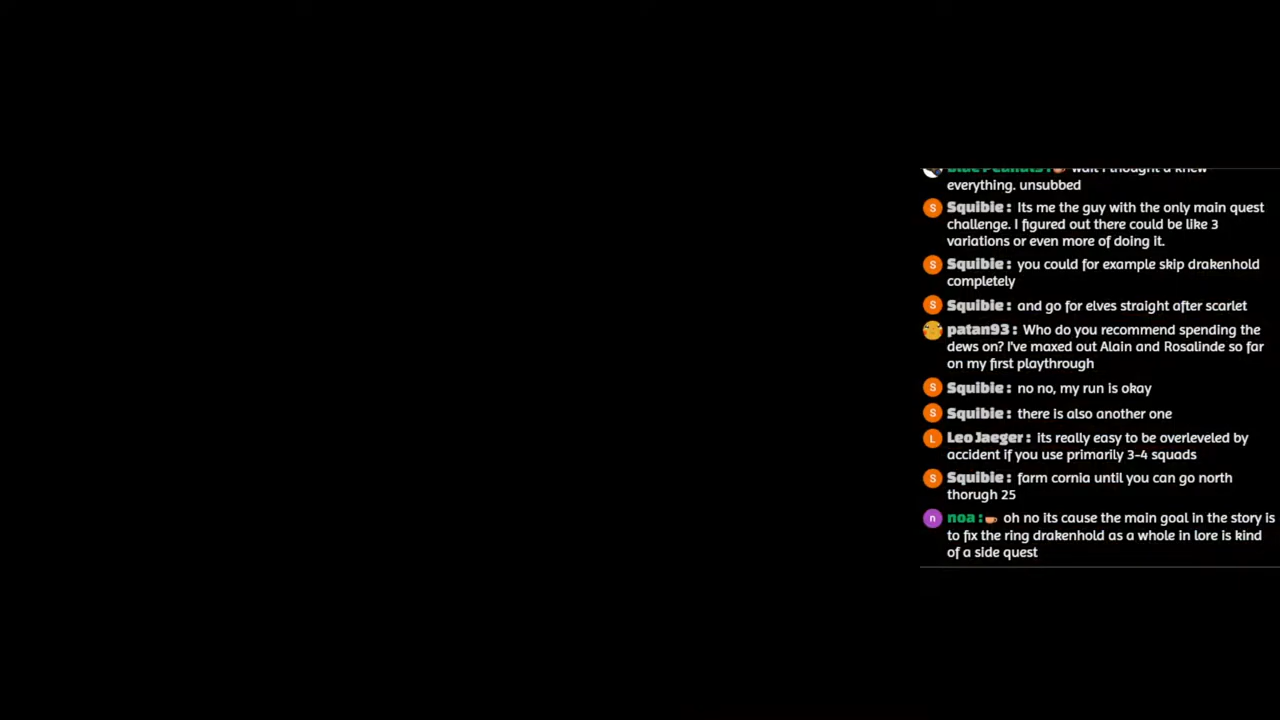 everything. unsubbed
S Squibie : Its me the guy with the only main quest
challenge. I figured out there could be like 3
variations or even more of doing it.
S Squibie : you could for example skip drakenhold
completely
S Squibie : and go for elves straight after scarlet
patan93 : Who do you recommend spending the
dews on? I've maxed out Alain and Rosalinde so far
on my first playthrough
S Squibie : no no, my run is okay
S Squibie : there is also another one
L Leo Jaeger : its really easy to be overleveled by
accident if you use primarily 3-4 squads
S Squibie : farm cornia until you can go north
thorugh 25
n noa : oh no its cause the main goal in the story is
to fix the ring drakenhold as a whole in lore is kind
of a side quest